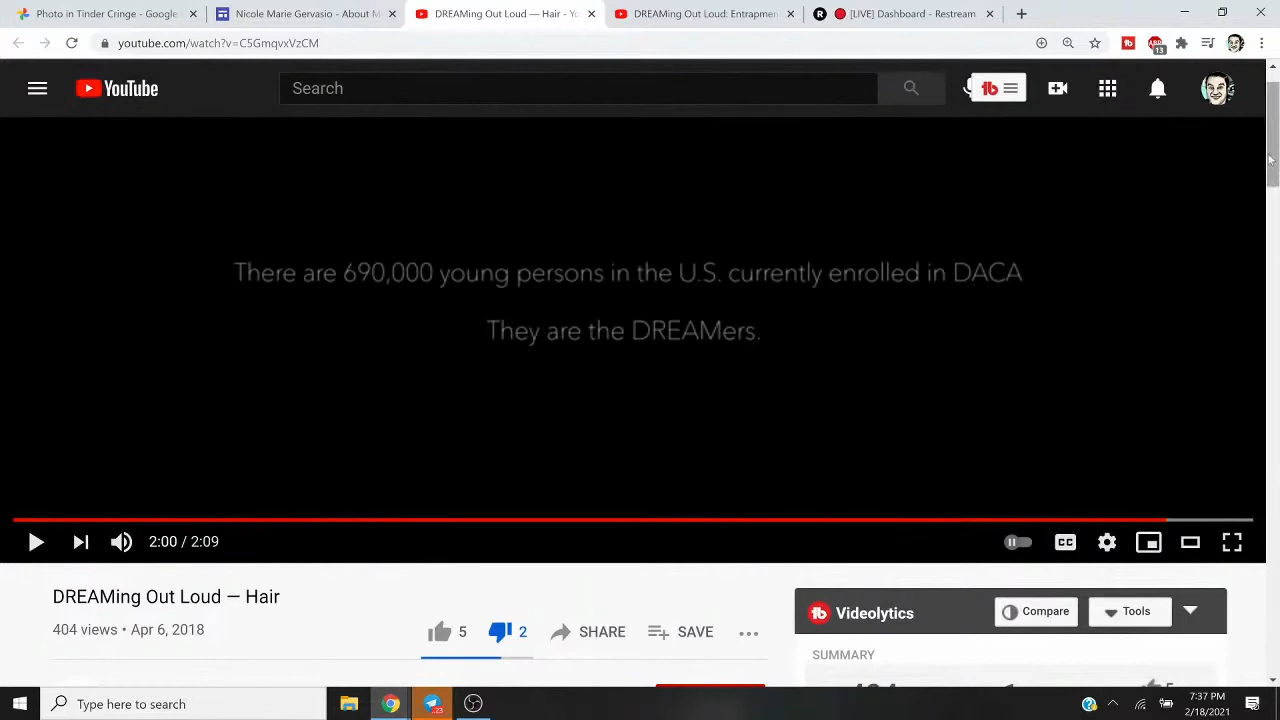 Photo in Tinder Cringe - Google
Nicole Marie Gervasio - About M
DREAMing Out Loud — Hair - Yo
DREAMing Out Loud: Entrapmen
[LIVE] Dashboard - Restream
youtube.com/watch?v=C5GmqvxVzCM
13
YouTube
Search
There are 690,000 young persons in the U.S. currently enrolled in DACA
They are the DREAMers.
2:00 / 2:09
CC
DREAMing Out Loud — Hair
404 views • Apr 6, 2018
5
2
SHARE
SAVE
Videolytics
Compare
Tools
SUMMARY
Type here to search
23
7:37 PM
2/18/2021